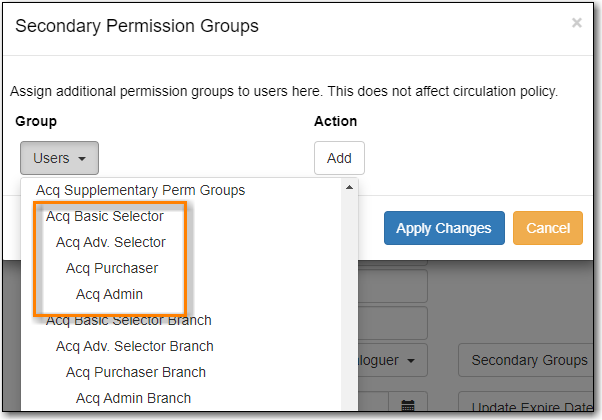 Secondary Permission Groups
×
Assign additional permission groups to users here. This does not affect circulation policy.
Group Action
Users Add
Acq Supplementary Perm Groups
Acq Basic Selector
Acq Adv. Selector
Apply Changes Cancel
Acq Purchaser
Acq Admin
Acq Basic Selector Branch
Acq Adv. Selector Branch
aloguer Secondary Groups
Acq Purchaser Branch
Acq Admin Branch
Update Expire Date